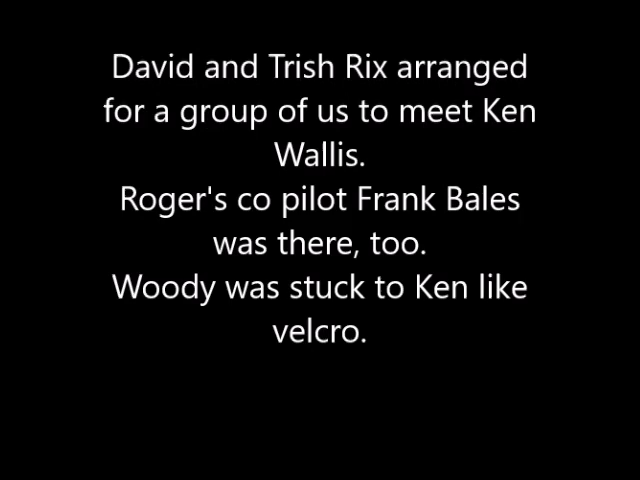 David and Trish Rix arranged
for a group of us to meet Ken
Wallis.
Roger's co pilot Frank Bales
was there, too.
Woody was stuck to Ken like
velcro.